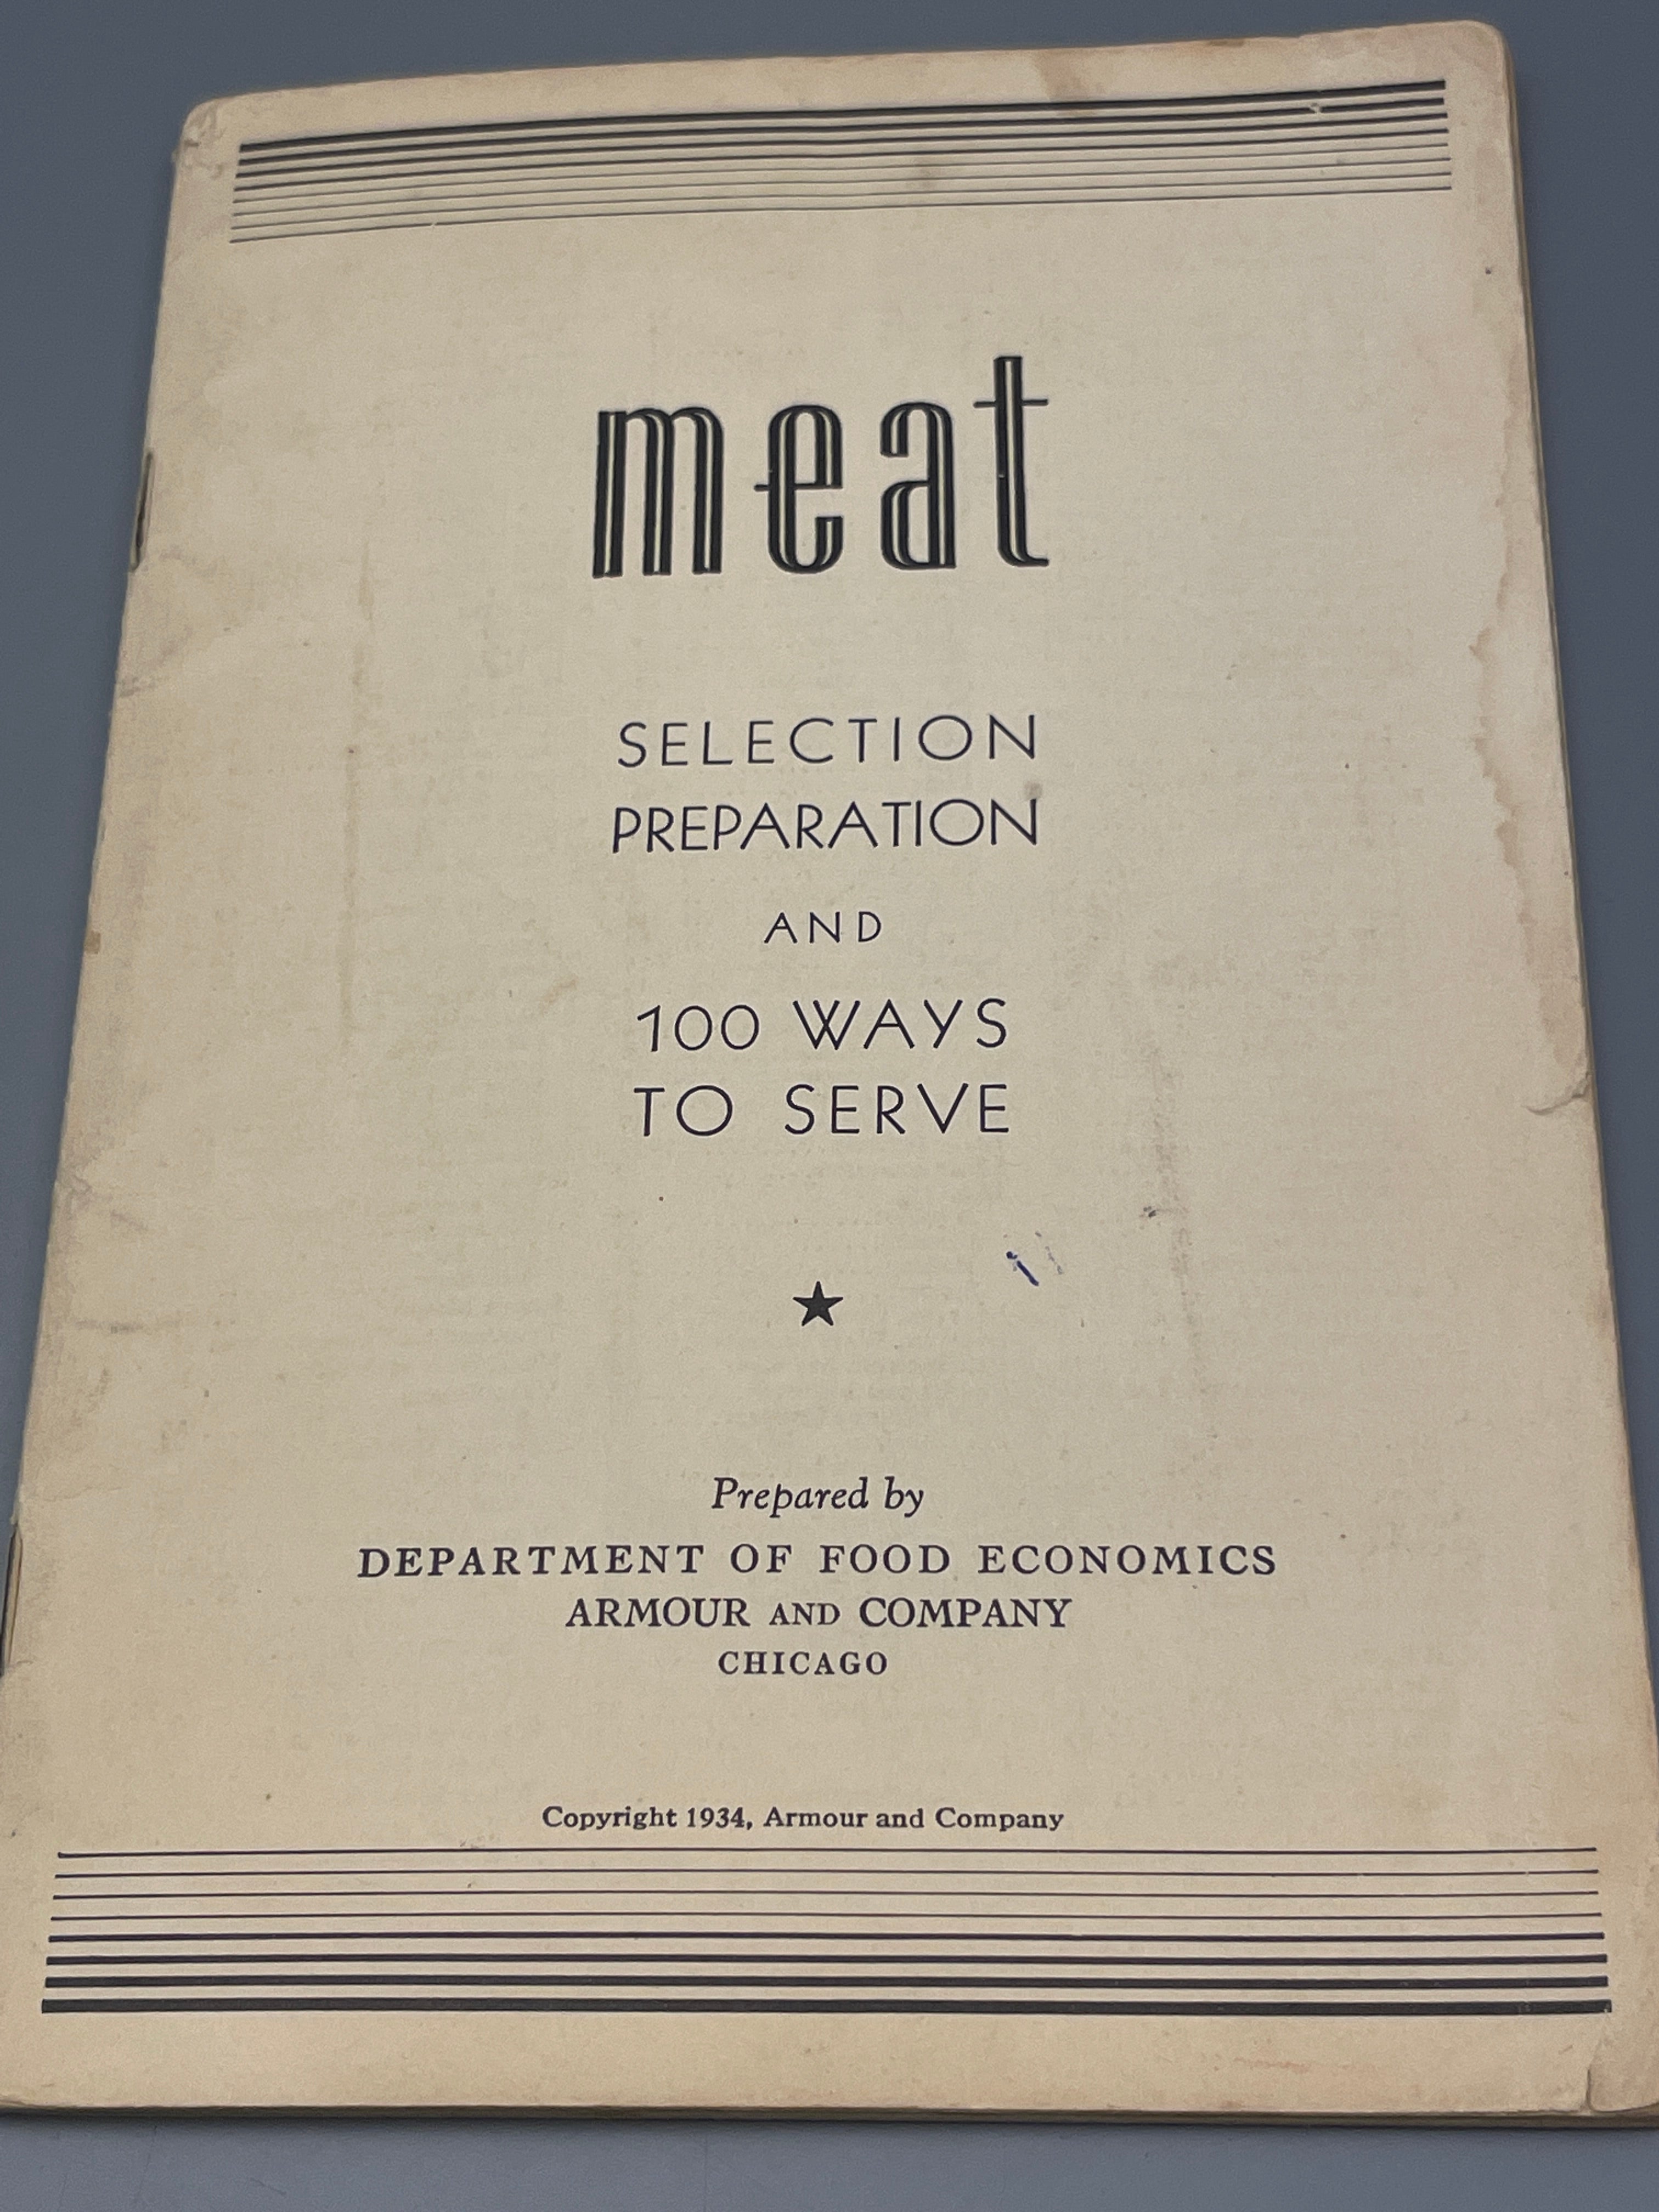 meat
SELECTION
PREPARATION
AND
100 WAYS
TO SERVE
Prepared by
DEPARTMENT OF FOOD ECONOMICS
ARMOUR AND COMPANY
CHICAGO
Copyright 1934, Armour and Company